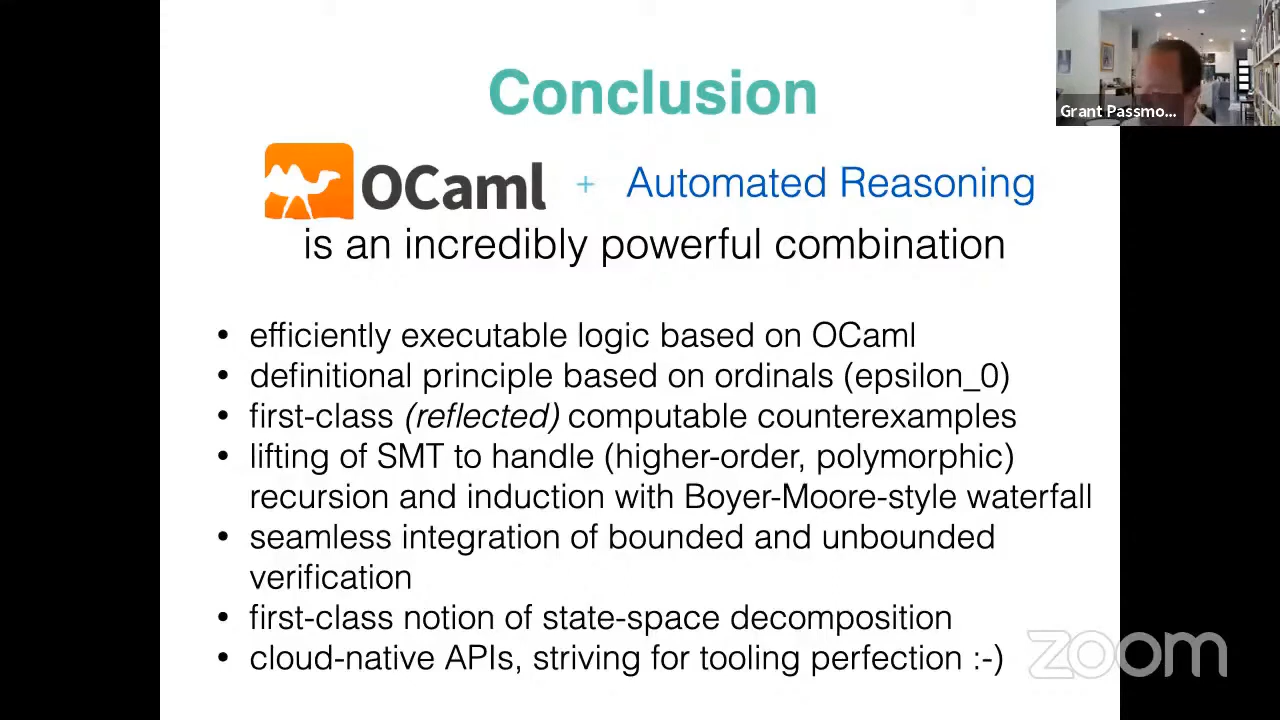 Conclusion
Grant Passmo...
OCaml + Automated Reasoning
is an incredibly powerful combination
• efficiently executable logic based on OCaml
• definitional principle based on ordinals (epsilon_0)
• first-class (reflected) computable counterexamples
• lifting of SMT to handle (higher-order, polymorphic)
recursion and induction with Boyer-Moore-style waterfall
• seamless integration of bounded and unbounded
verification
• first-class notion of state-space decomposition
• cloud-native APIs, striving for tooling perfection :-)
zoom